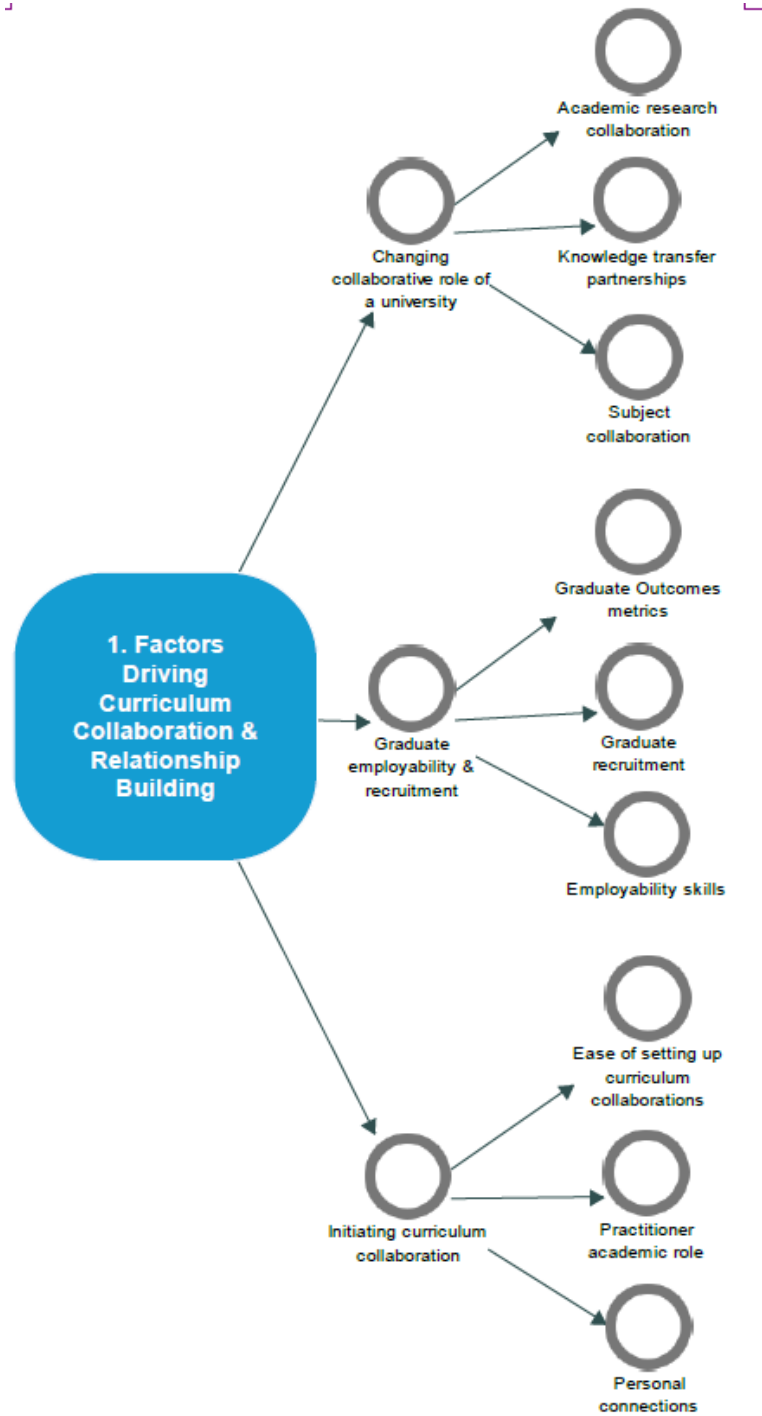 Academic research
collaboration
Changing
collaborative role of
a university
Knowledge transfer
partnerships
Subject
collaboration
1. Factors
Driving
Curriculum
Collaboration &
Relationship
Building
Graduate Outcomes
metrics
Graduate
employability &
recruitment
Graduate
recruitment
Employability skills
Ease of setting up
curriculum
collaborations
Initiating curriculum
collaboration
Practitioner
academic role
Personal
connections